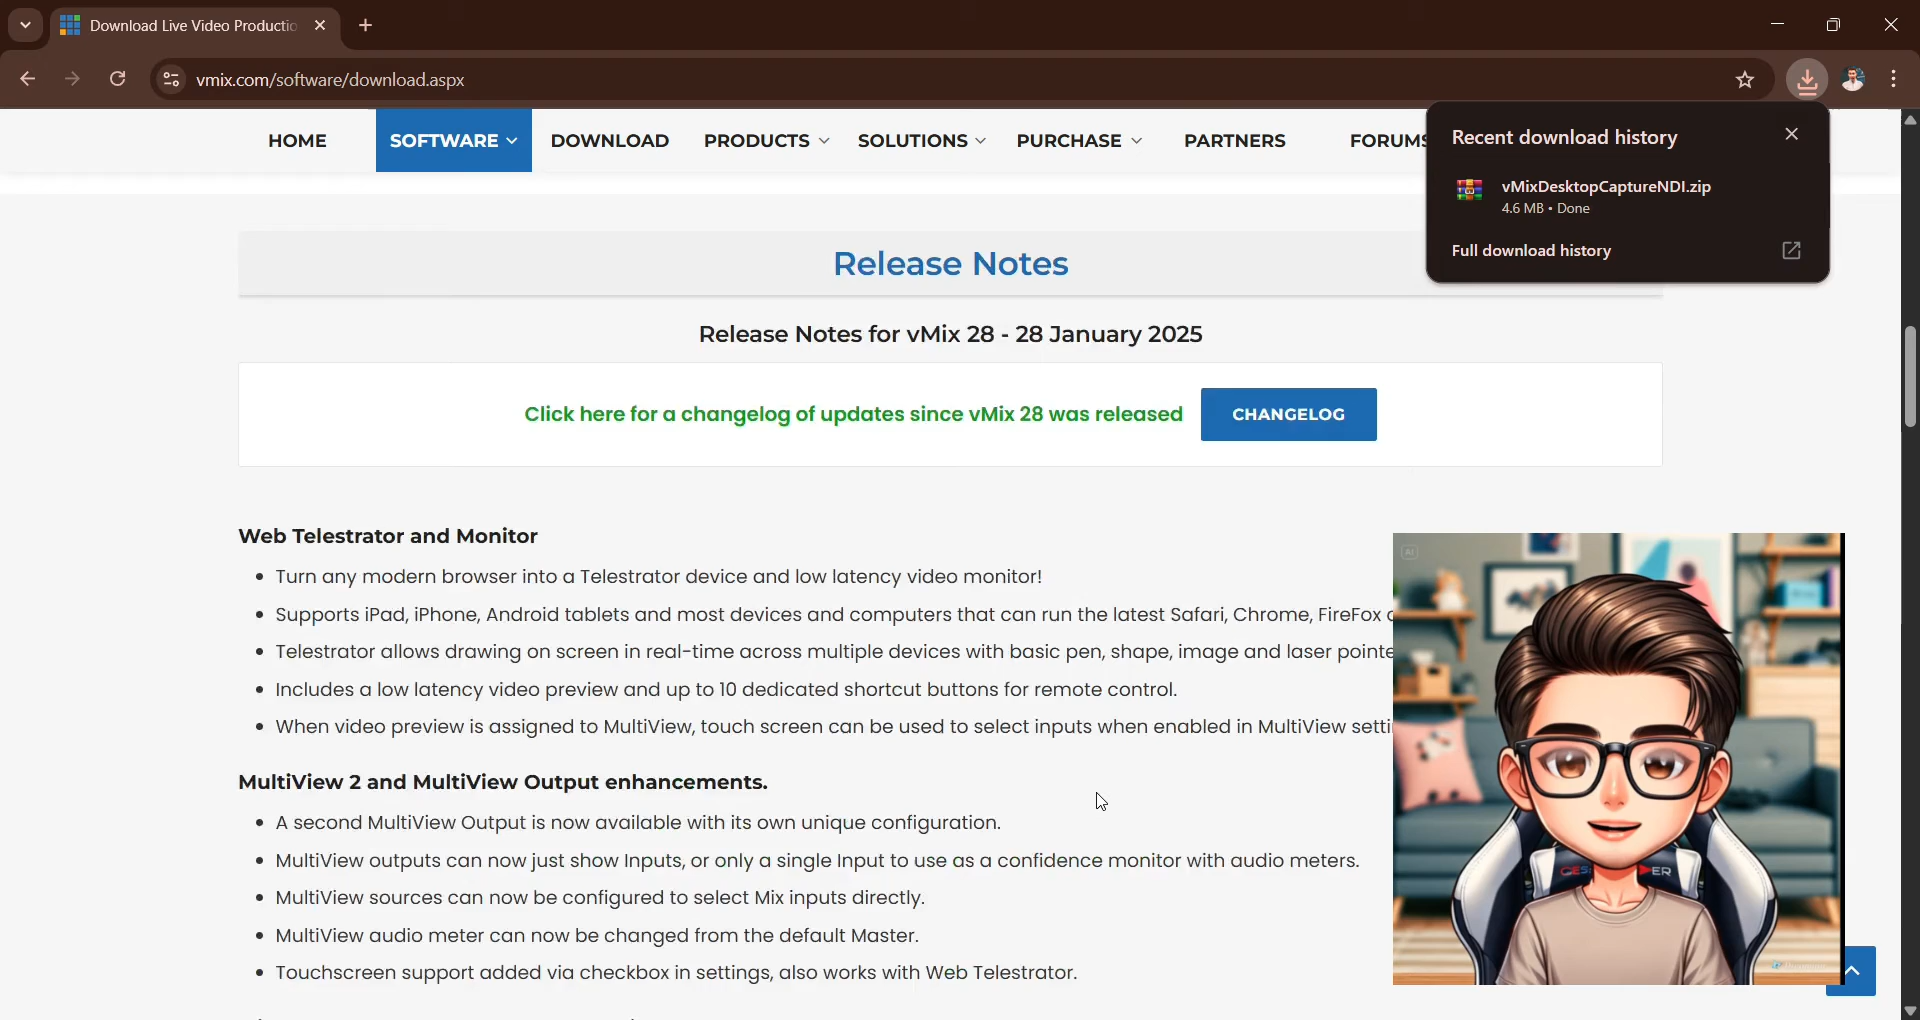 Download Live Video Productio
vmix.com/software/download.aspx
HOME SOFTWARE DOWNLOAD PRODUCTS SOLUTIONS PURCHASE PARTNERS FORUMS
Recent download history
vMixDesktopCaptureNDI.zip
4.6 MB • Done
Full download history
Release Notes
Release Notes for vMix 28 - 28 January 2025
Click here for a changelog of updates since vMix 28 was released CHANGELOG
Web Telestrator and Monitor
• Turn any modern browser into a Telestrator device and low latency video monitor!
• Supports iPad, iPhone, Android tablets and most devices and computers that can run the latest Safari, Chrome, FireFox
• Telestrator allows drawing on screen in real-time across multiple devices with basic pen, shape, image and laser pointe
• Includes a low latency video preview and up to 10 dedicated shortcut buttons for remote control.
• When video preview is assigned to MultiView, touch screen can be used to select inputs when enabled in MultiView setti
MultiView 2 and MultiView Output enhancements.
• A second MultiView Output is now available with its own unique configuration.
• MultiView outputs can now just show Inputs, or only a single Input to use as a confidence monitor with audio meters.
• MultiView sources can now be configured to select Mix inputs directly.
• MultiView audio meter can now be changed from the default Master.
• Touchscreen support added via checkbox in settings, also works with Web Telestrator.
AI